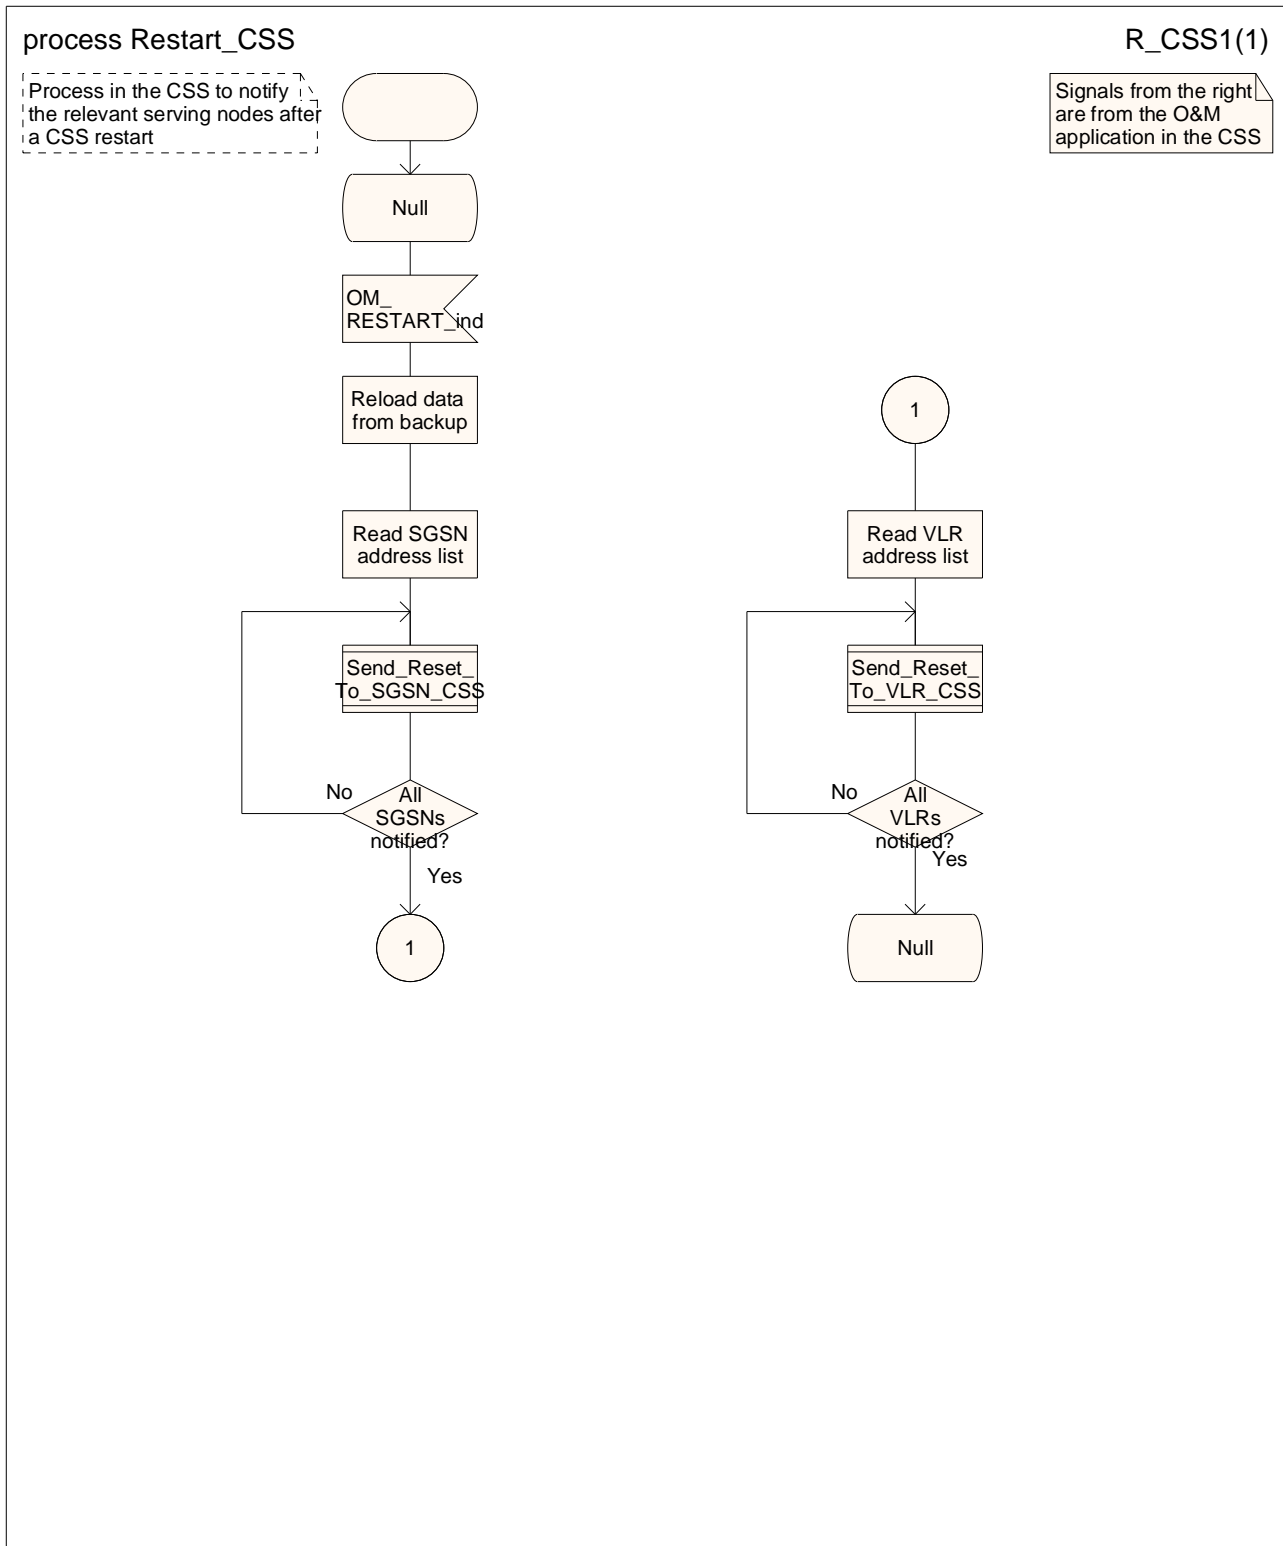 process Restart_CSS
R_CSS1(1)
Process in the CSS to notify
the relevant serving nodes after
a CSS restart
Signals from the right
are from the O&M
application in the CSS
Null
OM_
RESTART_ind
Reload data
from backup
Read SGSN
address list
Send_Reset_
To_SGSN_CSS
No
All
SGSNs
notified?
Yes
1
1
Read VLR
address list
Send_Reset_
To_VLR_CSS
No
All
VLRs
notified?
Yes
Null